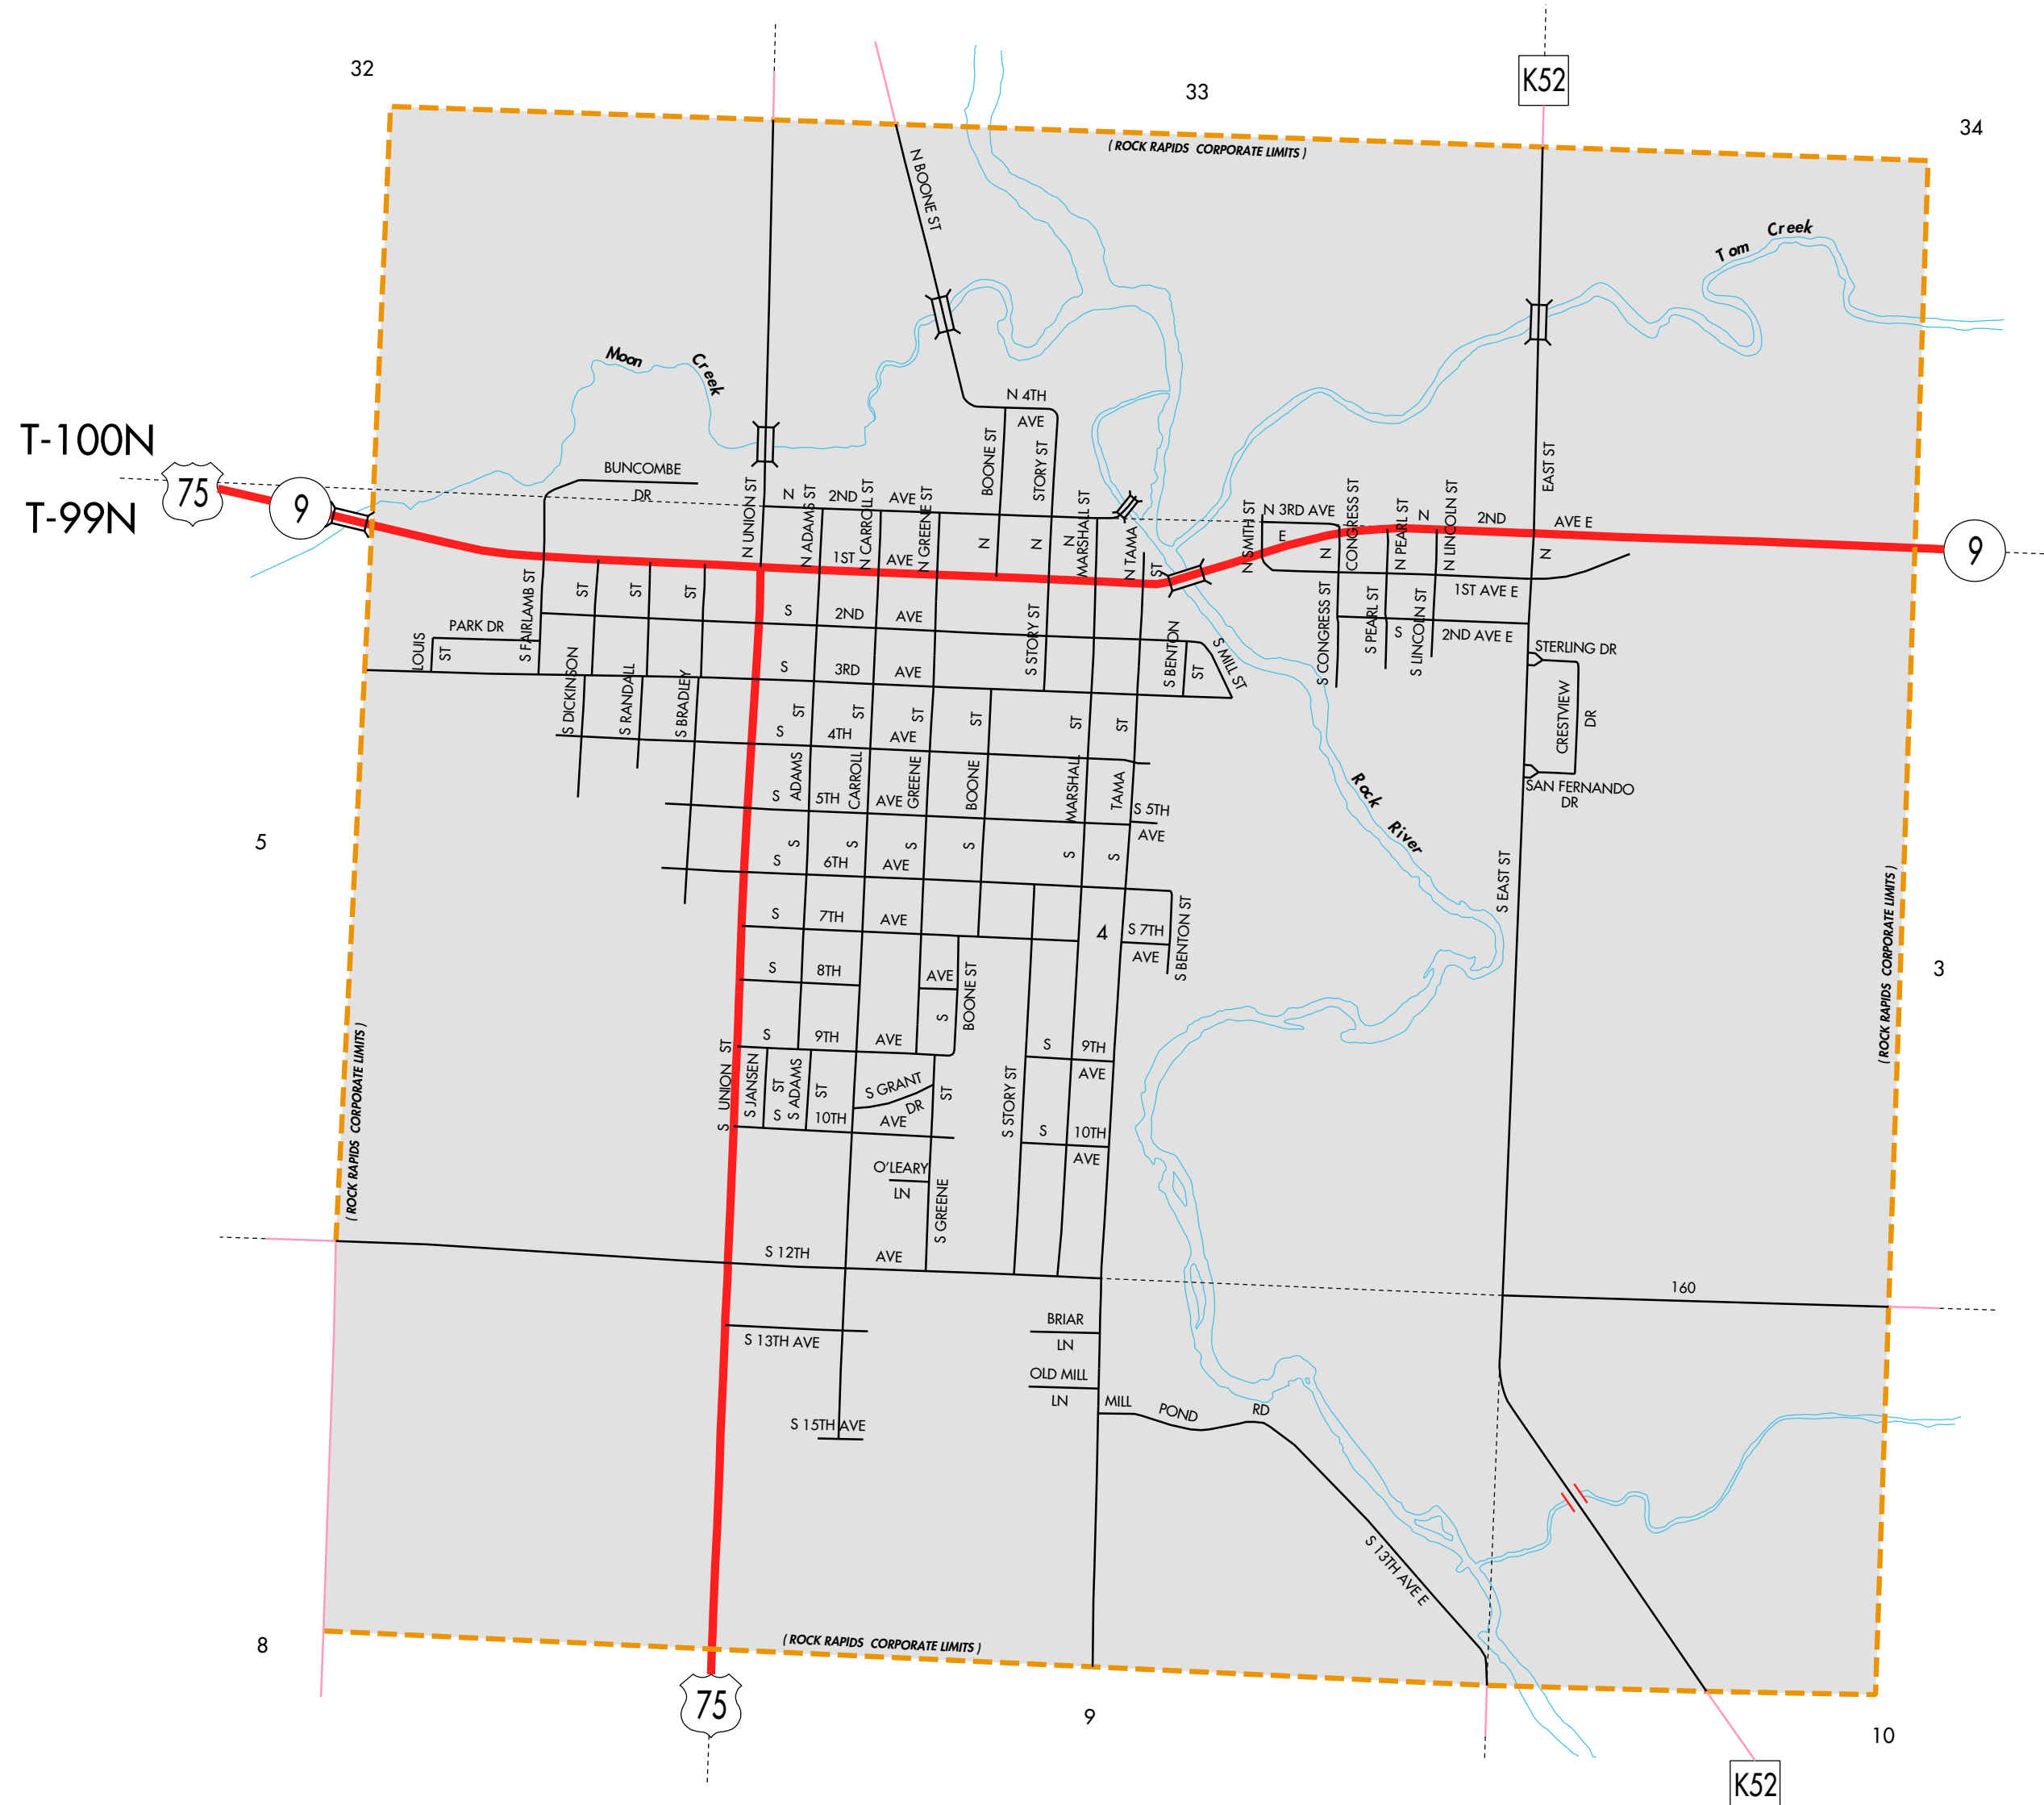 32
33
34
K52
( ROCK RAPIDS CORPORATE LIMITS )
N BOONE ST
Tom Creek
Moon Creek
T-100N
75
9
T-99N
N 4TH AVE
BOONE ST
N
STORY ST
N
BUNCOMBE DR
N 2ND AVE
N UNION ST
N ADAMS ST
N CARROLL ST
N GREENE ST
MARSHALL ST
N
N TAMA ST
1ST AVE
N SMITH ST
N 3RD AVE
E
CONGRESS ST
N
N PEARL ST
N LINCOLN ST
N 2ND AVE E
EAST ST
N
9
1ST AVE E
S 2ND AVE E
S CONGRESS ST
S PEARL ST
S LINCOLN ST
STERLING DR
CRESTVIEW DR
SAN FERNANDO DR
LOUIS ST
PARK DR
S FAIRLAMB ST
S DICKINSON ST
S RANDALL ST
S BRADLEY ST
S 2ND AVE
S 3RD AVE
S STORY ST
S BENTON ST
S MILL ST
S 4TH AVE
S 5TH AVE
S 5TH AVE
S ADAMS ST
S CARROLL ST
S GREENE ST
S BOONE ST
S MARSHALL ST
S TAMA ST
Rock River
5
S 6TH AVE
S 7TH AVE
4
S 7TH AVE
S BENTON ST
S EAST ST
3
( ROCK RAPIDS CORPORATE LIMITS )
S 8TH AVE
S BOONE ST
S 9TH AVE
S 9TH AVE
( ROCK RAPIDS CORPORATE LIMITS )
S UNION ST
S JANSEN ST
S ADAMS ST
S GRANT DR
S 10TH AVE
S 10TH AVE
S STORY ST
O'LEARY LN
S GREENE ST
S 12TH AVE
160
S 13TH AVE
BRIAR LN
OLD MILL LN
MILL POND RD
S 15TH AVE
S 13TH AVE E
( ROCK RAPIDS CORPORATE LIMITS )
8
75
9
10
K52